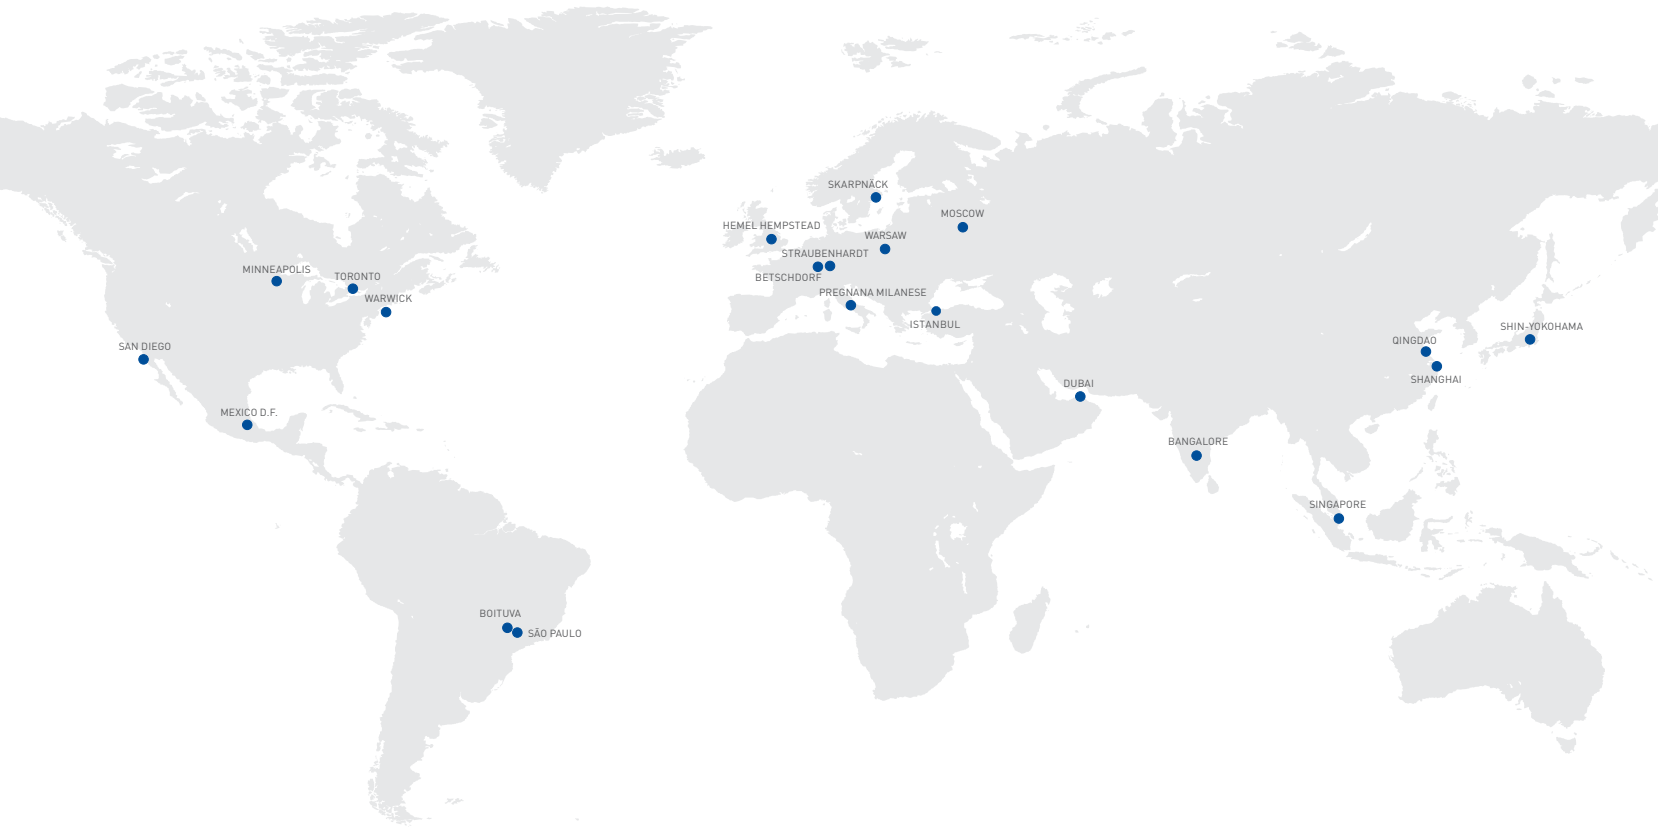 SKARPNÄCK
MOSCOW
HEMEL HEMPSTEAD
WARSAW
STRAUBENHARDT
MINNEAPOLIS
TORONTO
BETSCHDORF
PREGNANA MILANESE
WARWICK
ISTANBUL
SHIN-YOKOHAMA
QINGDAO
SAN DIEGO
SHANGHAI
DUBAI
MEXICO D.F.
BANGALORE
SINGAPORE
BOITUVA
SÃO PAULO